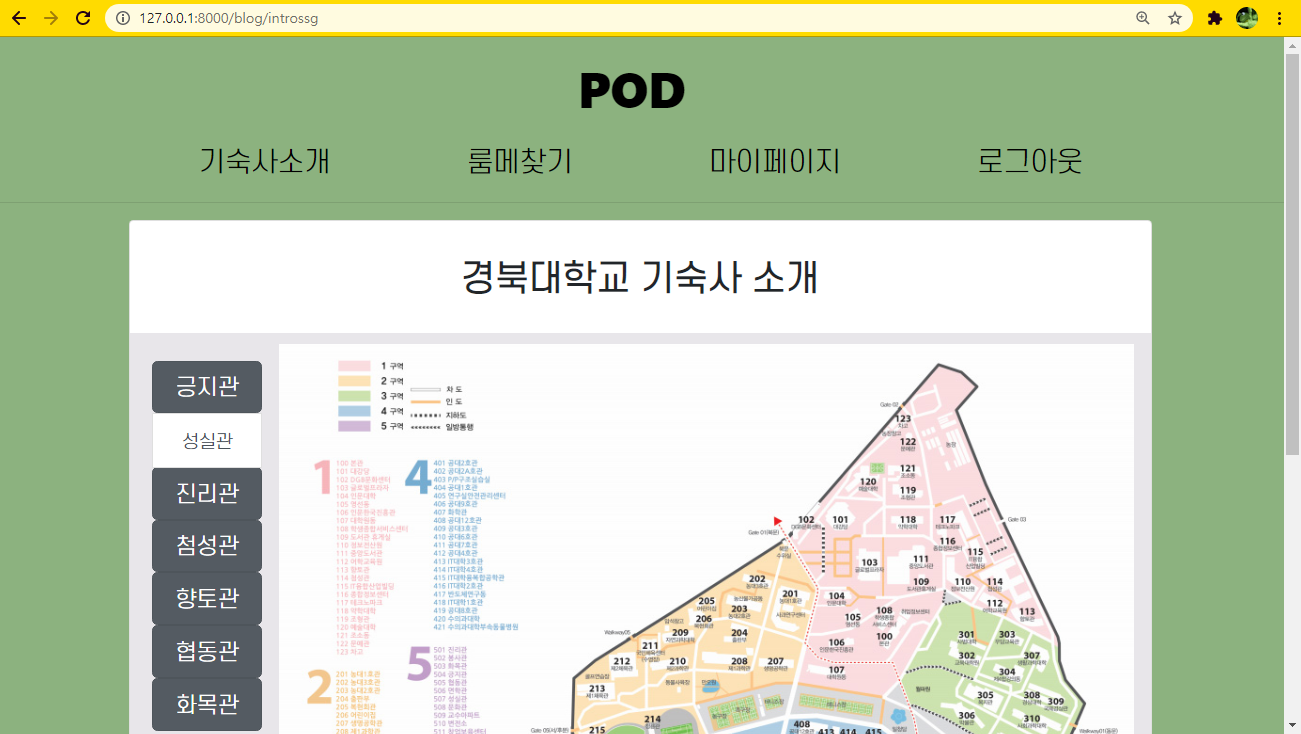 127.0.0.1:8000/blog/introssg
POD
기숙사소개 룸메찾기 마이페이지 로그아웃
경북대학교 기숙사 소개
긍지관
성실관
진리관
첨성관
향토관
협동관
화목관
1 구역
2 구역
3 구역
4 구역
5 구역
차 도
인 도
지하도
일방통행
1
100 본관
101 대강당
102 DGB문화센터
103 글로벌프라자
104 인문대학
105 영선동
106 인문한국진흥관
107 대학원동
108 학생종합서비스센터
109 도서관 휴게실
110 정보전산원
111 중앙도서관
112 어학교육원
113 향토관
114 첨성관
115 IT융합산업빌딩
116 종합정보센터
117 테크노파크
118 약학대학
119 조형관
120 예술대학
121 조소동
122 문예관
123 차고
4
401 공대2호관
402 공대2A호관
403 P/P구조실습실
404 공대1호관
405 연구실안전관리센터
406 공대9호관
407 화학관
408 공대12호관
409 공대3호관
410 공대6호관
411 공대7호관
412 공대4호관
413 IT대학3호관
414 IT대학4호관
415 IT대학융복합공학관
416 IT대학2호관
417 반도체연구동
418 IT대학1호관
419 공대8호관
420 수의대학
421 수의과대학부속동물병원
2
201 농대1호관
202 농대3호관
203 농대2호관
204 출판부
205 복현회관
206 어린이집
207 생명공학관
208 제1과학관
5
501 진리관
502 봉사관
503 화목관
504 긍지관
505 협동관
506 면학관
507 성실관
508 문화관
509 교수아파트
510 변전소
511 창업보육센터
Gate 02
Gate 03
Gate 01(북문)
Walkway05
Walkway01(동문)
123
122
121
120
119
118
117
116
115
114
113
112
111
110
109
108
107
106
105
104
103
102
101
100
201
202
203
204
205
206
207
208
209
210
211
212
213
214
215
301
302
303
304
305
306
307
308
309
310
408
413
414
415